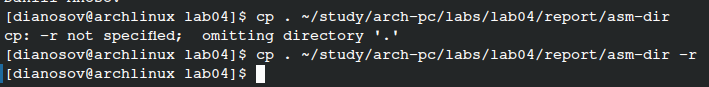 [dianosov@archlinux lab04]$ cp . ~/study/arch-pc/labs/lab04/report/asm-dir
cp: -r not specified; omitting directory '.'
[dianosov@archlinux lab04]$ cp . ~/study/arch-pc/labs/lab04/report/asm-dir -r
[dianosov@archlinux lab04]$